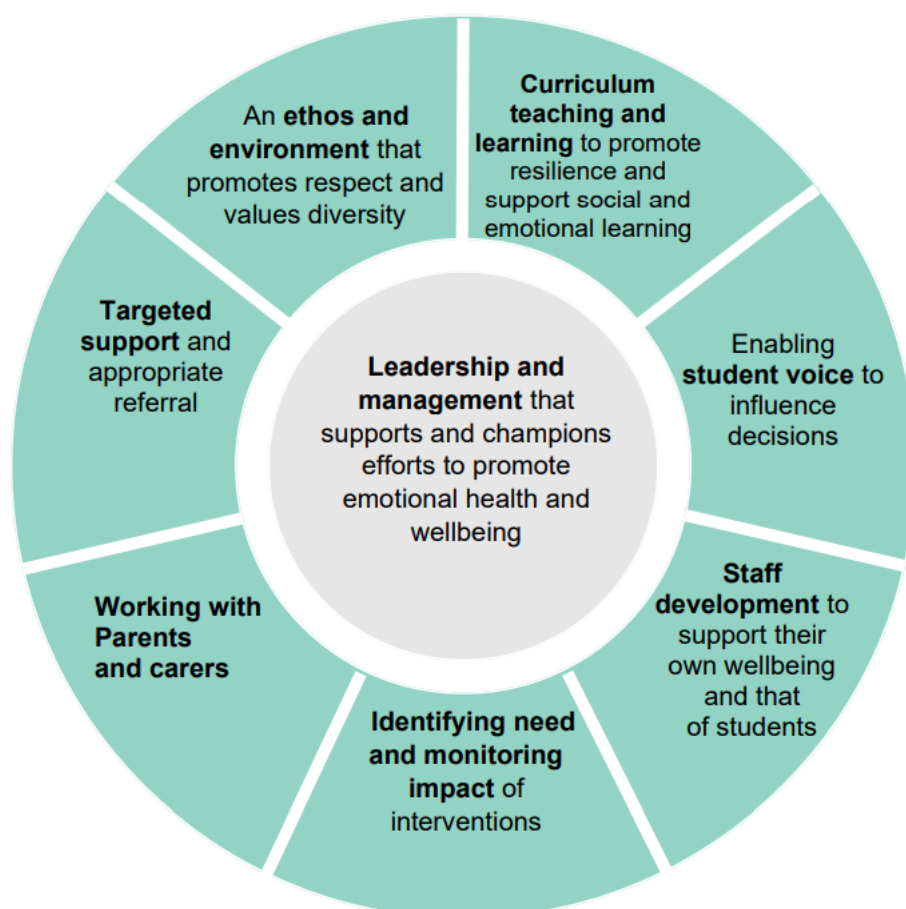 An ethos and
environment that
promotes respect and
values diversity
Curriculum
teaching and
learning to promote
resilience and
support social and
emotional learning
Enabling
student voice to
influence
decisions
Staff
development to
support their
own wellbeing
and that
of students
Identifying need
and monitoring
impact of
interventions
Working with
Parents
and carers
Targeted
support and
appropriate
referral
Leadership and
management that
supports and champions
efforts to promote
emotional health and
wellbeing